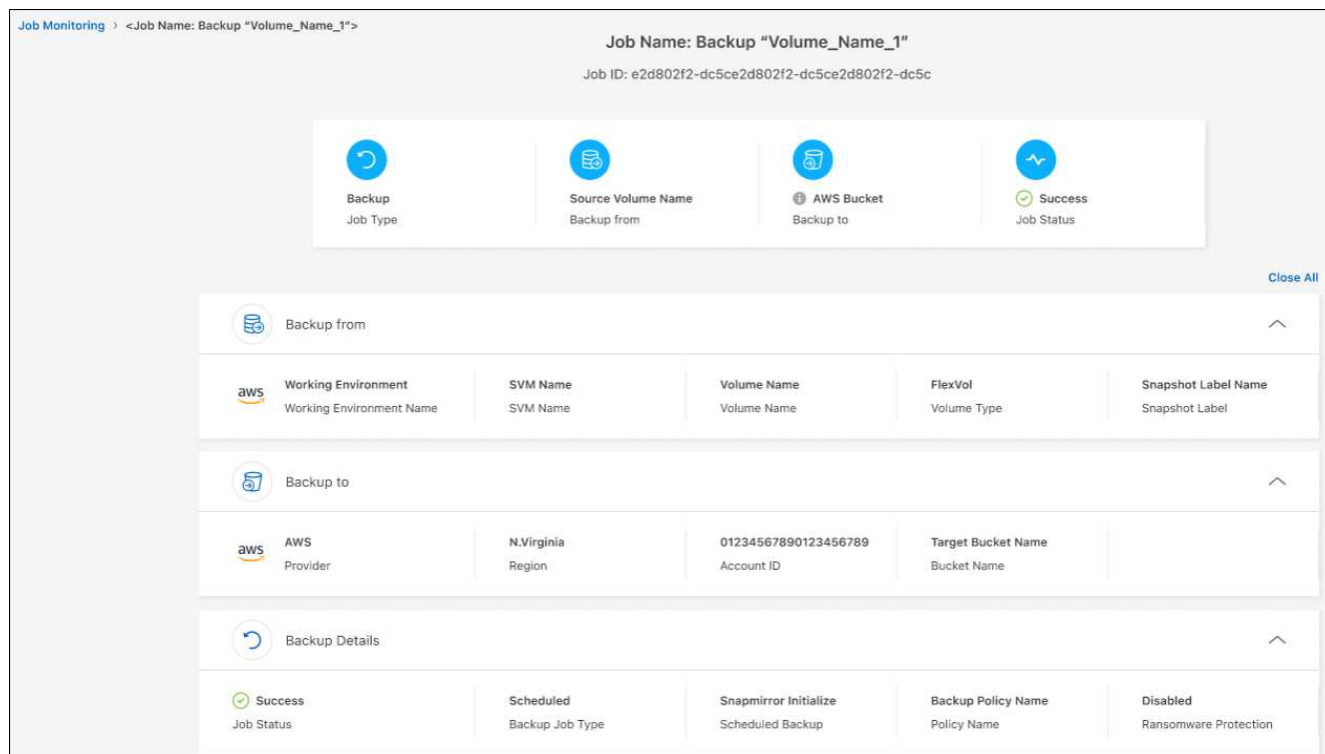 Job Monitoring > <Job Name: Backup “Volume_Name_1”>
Job Name: Backup “Volume_Name_1”
Job ID: e2d802f2-dc5ce2d802f2-dc5ce2d802f2-dc5c
Backup Source Volume Name AWS Bucket Success
Job Type Backup from Backup to Job Status
Close All
Backup from
aws Working Environment SVM Name Volume Name FlexVol Snapshot Label Name
Working Environment Name SVM Name Volume Name Volume Type Snapshot Label
Backup to
aws AWS N.Virginia 01234567890123456789 Target Bucket Name
Provider Region Account ID Bucket Name
Backup Details
Success Scheduled Snapmirror Initialize Backup Policy Name Disabled
Job Status Backup Job Type Scheduled Backup Policy Name Ransomware Protection